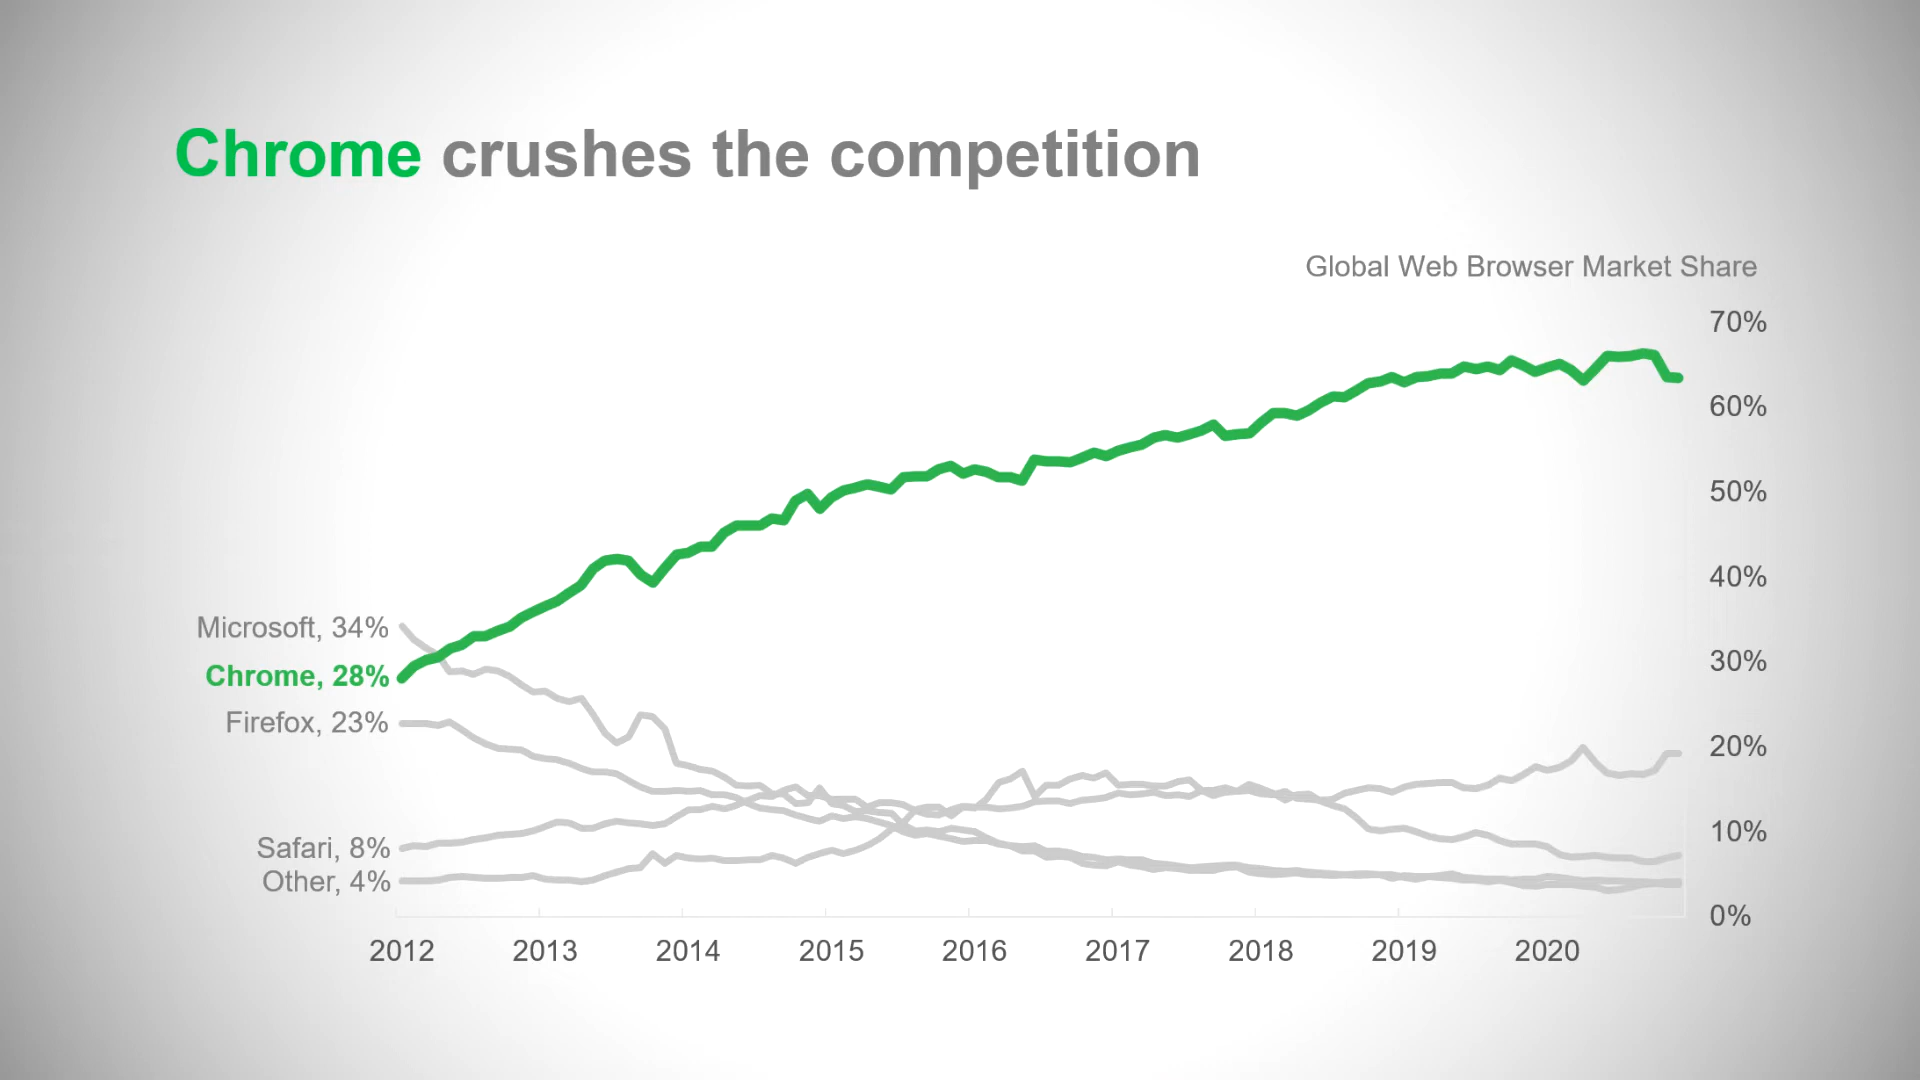 Chrome crushes the competition
Global Web Browser Market Share
70%
60%
50%
40%
30%
20%
10%
0%
Microsoft, 34%
Chrome, 28%
Firefox, 23%
Safari, 8%
Other, 4%
2012 2013 2014 2015 2016 2017 2018 2019 2020